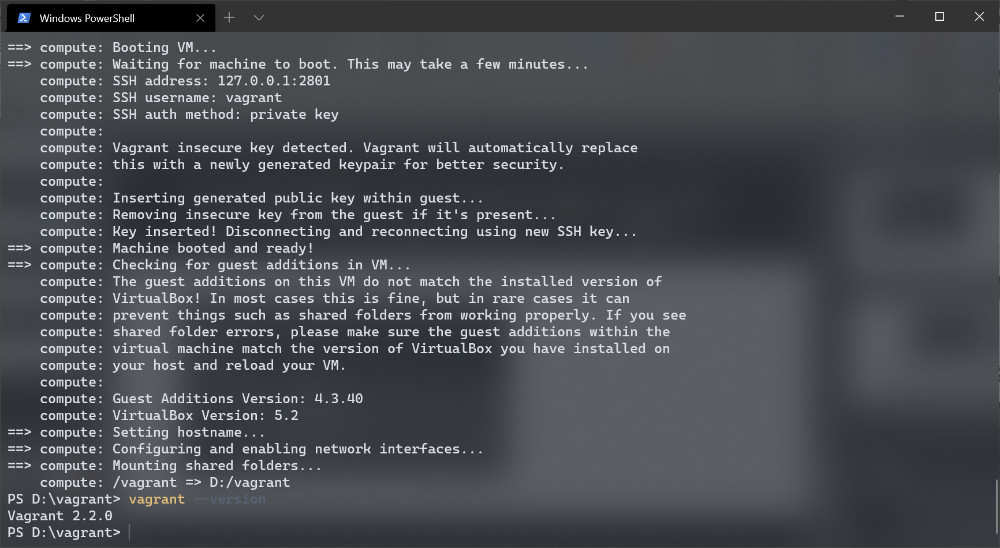 Windows PowerShell
==> compute: Booting VM...
==> compute: Waiting for machine to boot. This may take a few minutes...
    compute: SSH address: 127.0.0.1:2801
    compute: SSH username: vagrant
    compute: SSH auth method: private key
    compute:
    compute: Vagrant insecure key detected. Vagrant will automatically replace
    compute: this with a newly generated keypair for better security.
    compute:
    compute: Inserting generated public key within guest...
    compute: Removing insecure key from the guest if it's present...
    compute: Key inserted! Disconnecting and reconnecting using new SSH key...
==> compute: Machine booted and ready!
==> compute: Checking for guest additions in VM...
    compute: The guest additions on this VM do not match the installed version of
    compute: VirtualBox! In most cases this is fine, but in rare cases it can
    compute: prevent things such as shared folders from working properly. If you see
    compute: shared folder errors, please make sure the guest additions within the
    compute: virtual machine match the version of VirtualBox you have installed on
    compute: your host and reload your VM.
    compute:
    compute: Guest Additions Version: 4.3.40
    compute: VirtualBox Version: 5.2
==> compute: Setting hostname...
==> compute: Configuring and enabling network interfaces...
==> compute: Mounting shared folders...
    compute: /vagrant => D:/vagrant
PS D:\vagrant> vagrant --version
Vagrant 2.2.0
PS D:\vagrant>